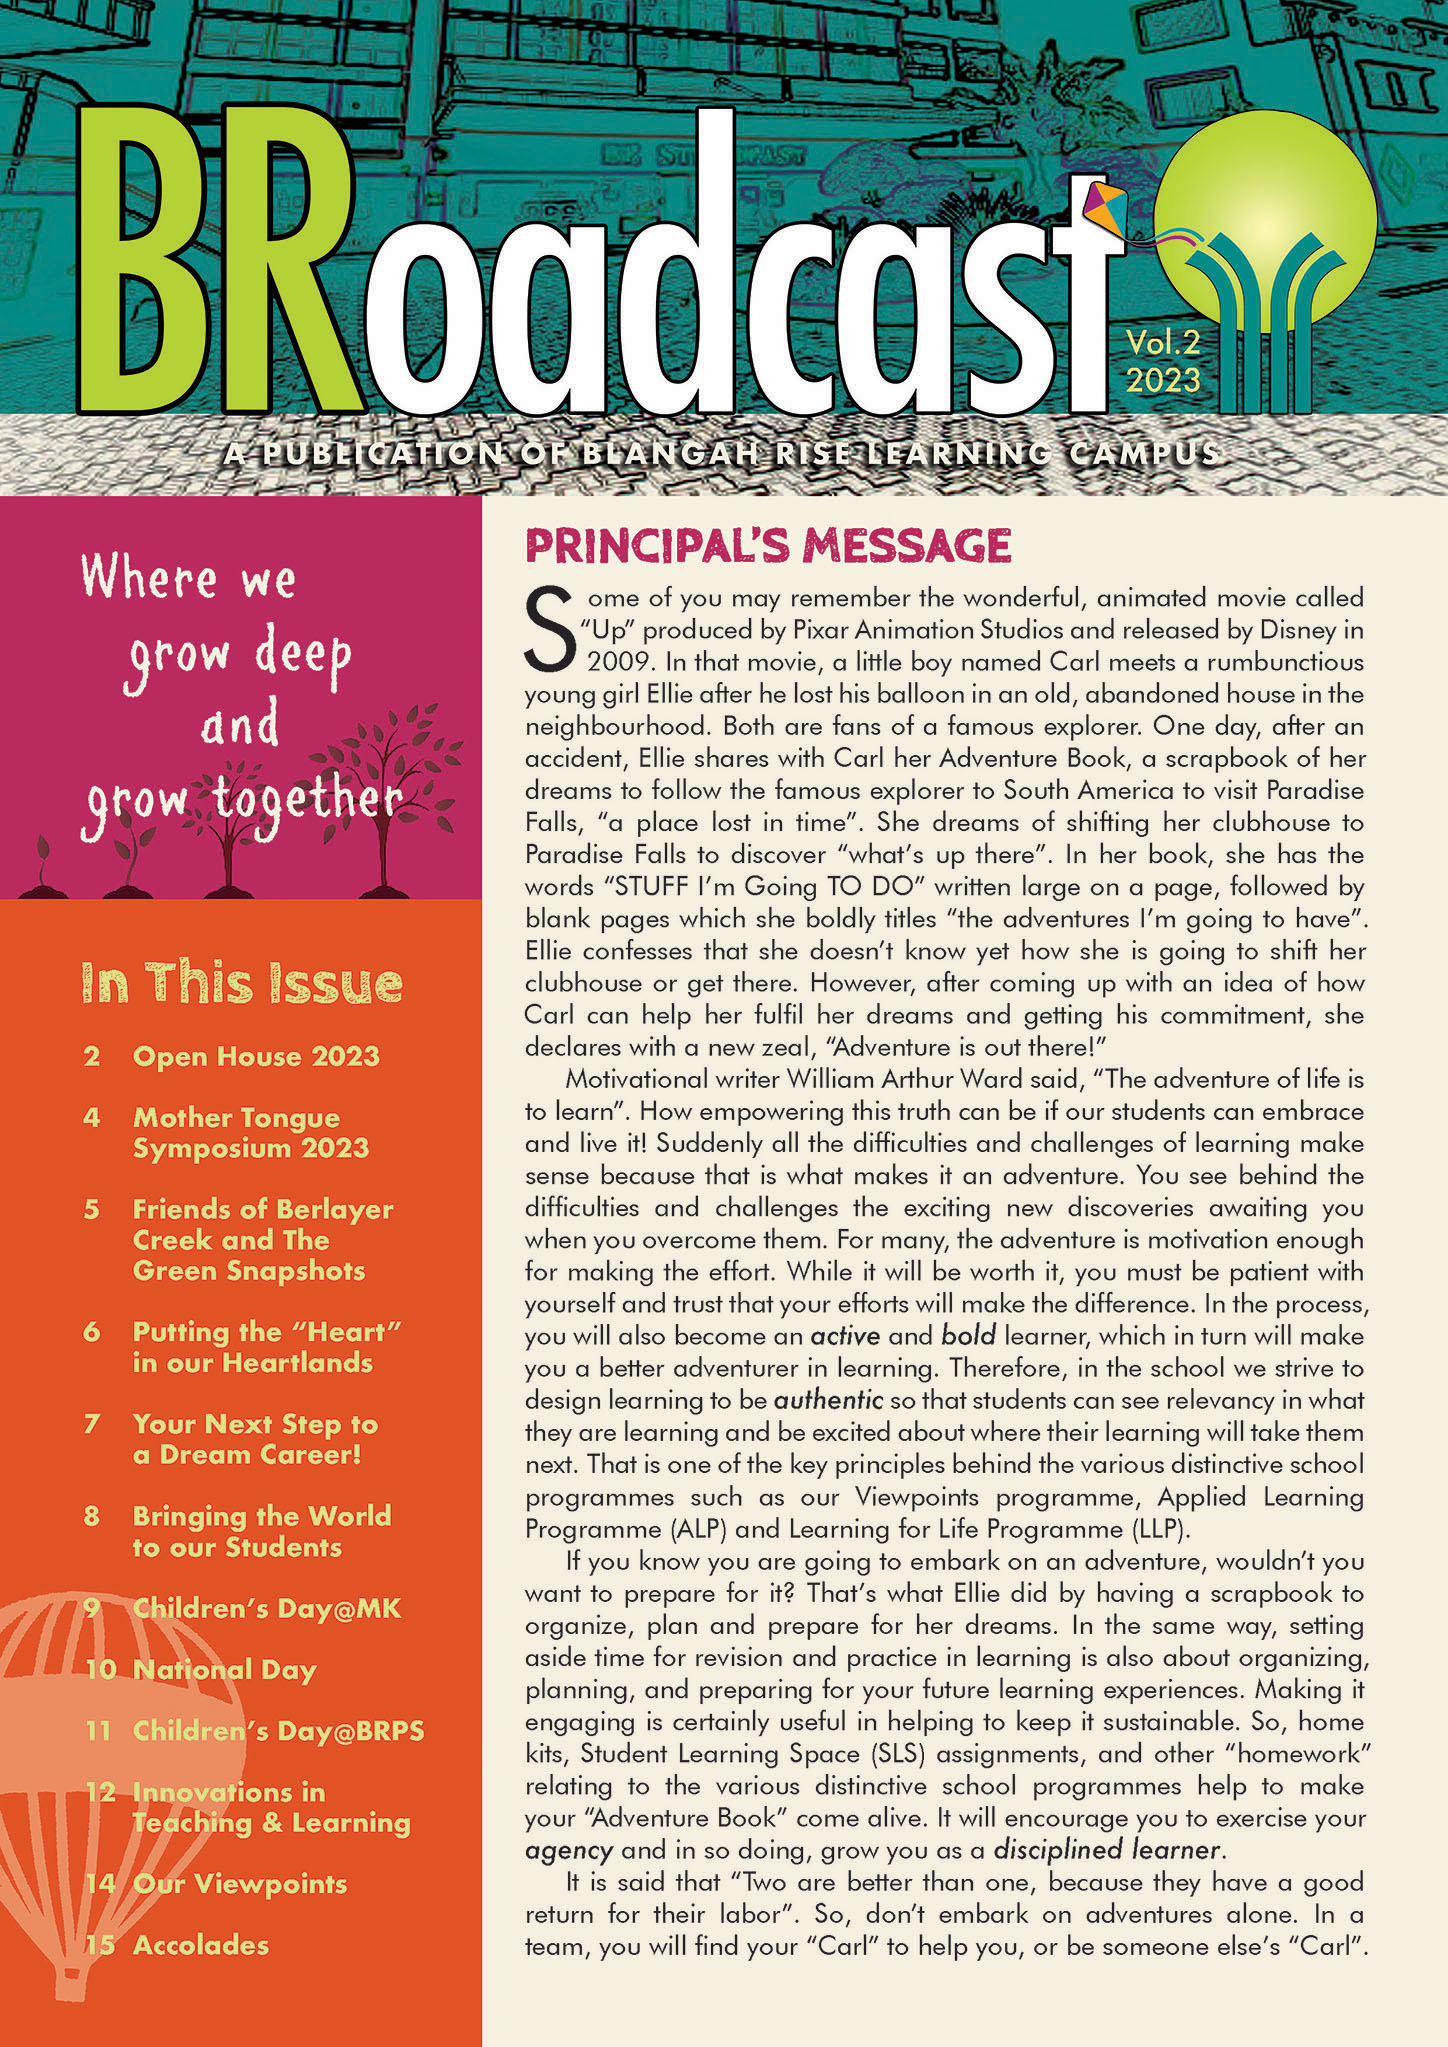 BRoadcast
Vol.2
2023
A PUBLICATION OF BLANGAH RISE LEARNING CAMPUS
Where we
grow deep
and
grow together
In This Issue
2 Open House 2023
4 Mother Tongue
Symposium 2023
5 Friends of Berlayer
Creek and The
Green Snapshots
6 Putting the “Heart”
in our Heartlands
7 Your Next Step to
a Dream Career!
8 Bringing the World
to our Students
9 Children’s Day@MK
10 National Day
11 Children’s Day@BRPS
12 Innovations in
Teaching & Learning
14 Our Viewpoints
15 Accolades
PRINCIPAL’S MESSAGE
Some of you may remember the wonderful, animated movie called
“Up” produced by Pixar Animation Studios and released by Disney in
2009. In that movie, a little boy named Carl meets a rumbunctious
young girl Ellie after he lost his balloon in an old, abandoned house in the
neighbourhood. Both are fans of a famous explorer. One day, after an
accident, Ellie shares with Carl her Adventure Book, a scrapbook of her
dreams to follow the famous explorer to South America to visit Paradise
Falls, “a place lost in time”. She dreams of shifting her clubhouse to
Paradise Falls to discover “what’s up there”. In her book, she has the
words “STUFF I’m Going TO DO” written large on a page, followed by
blank pages which she boldly titles “the adventures I’m going to have”.
Ellie confesses that she doesn’t know yet how she is going to shift her
clubhouse or get there. However, after coming up with an idea of how
Carl can help her fulfil her dreams and getting his commitment, she
declares with a new zeal, “Adventure is out there!”
Motivational writer William Arthur Ward said, “The adventure of life is
to learn”. How empowering this truth can be if our students can embrace
and live it! Suddenly all the difficulties and challenges of learning make
sense because that is what makes it an adventure. You see behind the
difficulties and challenges the exciting new discoveries awaiting you
when you overcome them. For many, the adventure is motivation enough
for making the effort. While it will be worth it, you must be patient with
yourself and trust that your efforts will make the difference. In the process,
you will also become an active and bold learner, which in turn will make
you a better adventurer in learning. Therefore, in the school we strive to
design learning to be authentic so that students can see relevancy in what
they are learning and be excited about where their learning will take them
next. That is one of the key principles behind the various distinctive school
programmes such as our Viewpoints programme, Applied Learning
Programme (ALP) and Learning for Life Programme (LLP).
If you know you are going to embark on an adventure, wouldn’t you
want to prepare for it? That’s what Ellie did by having a scrapbook to
organize, plan and prepare for her dreams. In the same way, setting
aside time for revision and practice in learning is also about organizing,
planning, and preparing for your future learning experiences. Making it
engaging is certainly useful in helping to keep it sustainable. So, home
kits, Student Learning Space (SLS) assignments, and other “homework”
relating to the various distinctive school programmes help to make
your “Adventure Book” come alive. It will encourage you to exercise your
agency and in so doing, grow you as a disciplined learner.
It is said that “Two are better than one, because they have a good
return for their labor”. So, don’t embark on adventures alone. In a
team, you will find your “Carl” to help you, or be someone else’s “Carl”.